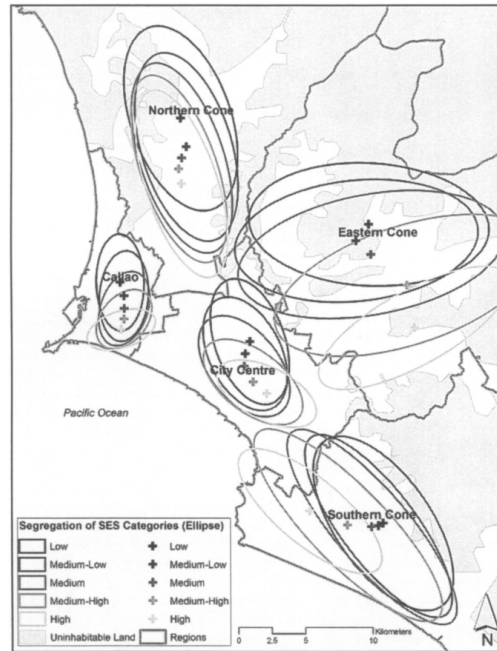 Northern Cone
Eastern Cone
Callao
City Centre
Pacific Ocean
Southern Cone
Segregation of SES Categories (Ellipse)
Low Low
Medium-Low Medium-Low
Medium Medium
Medium-High Medium-High
High High
Uninhabitable Land Regions
0 2.5 5 10
Kilometers
N